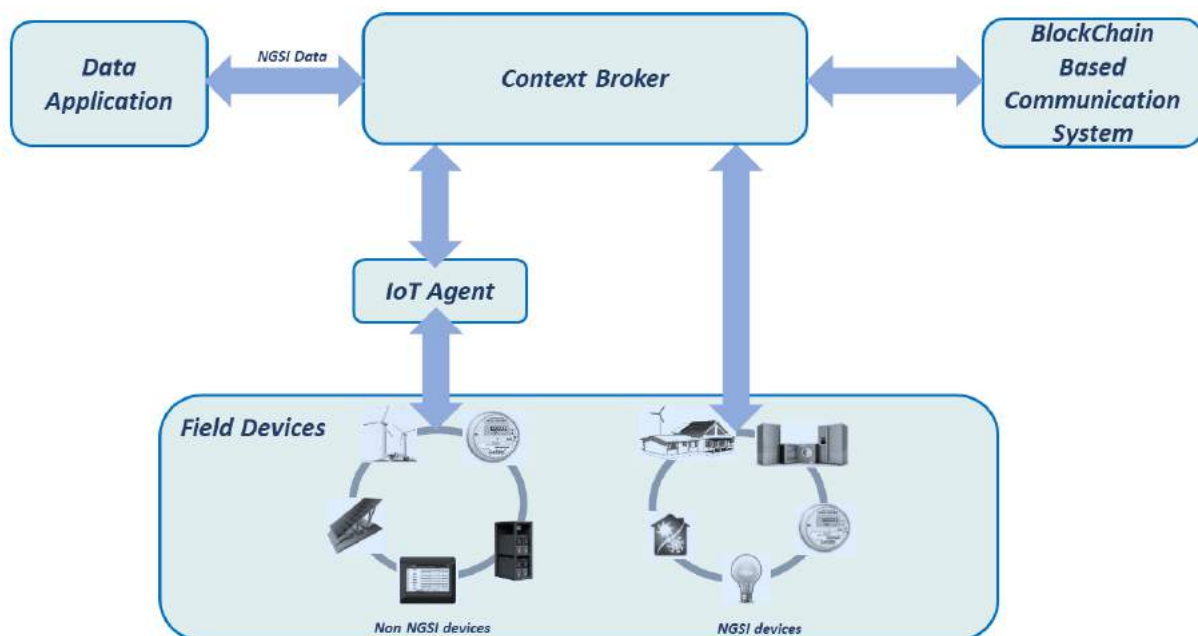 Data
Application
NGSI Data
Context Broker
BlockChain
Based
Communication
System
IoT Agent
Field Devices
Non NGSI devices
NGSI devices